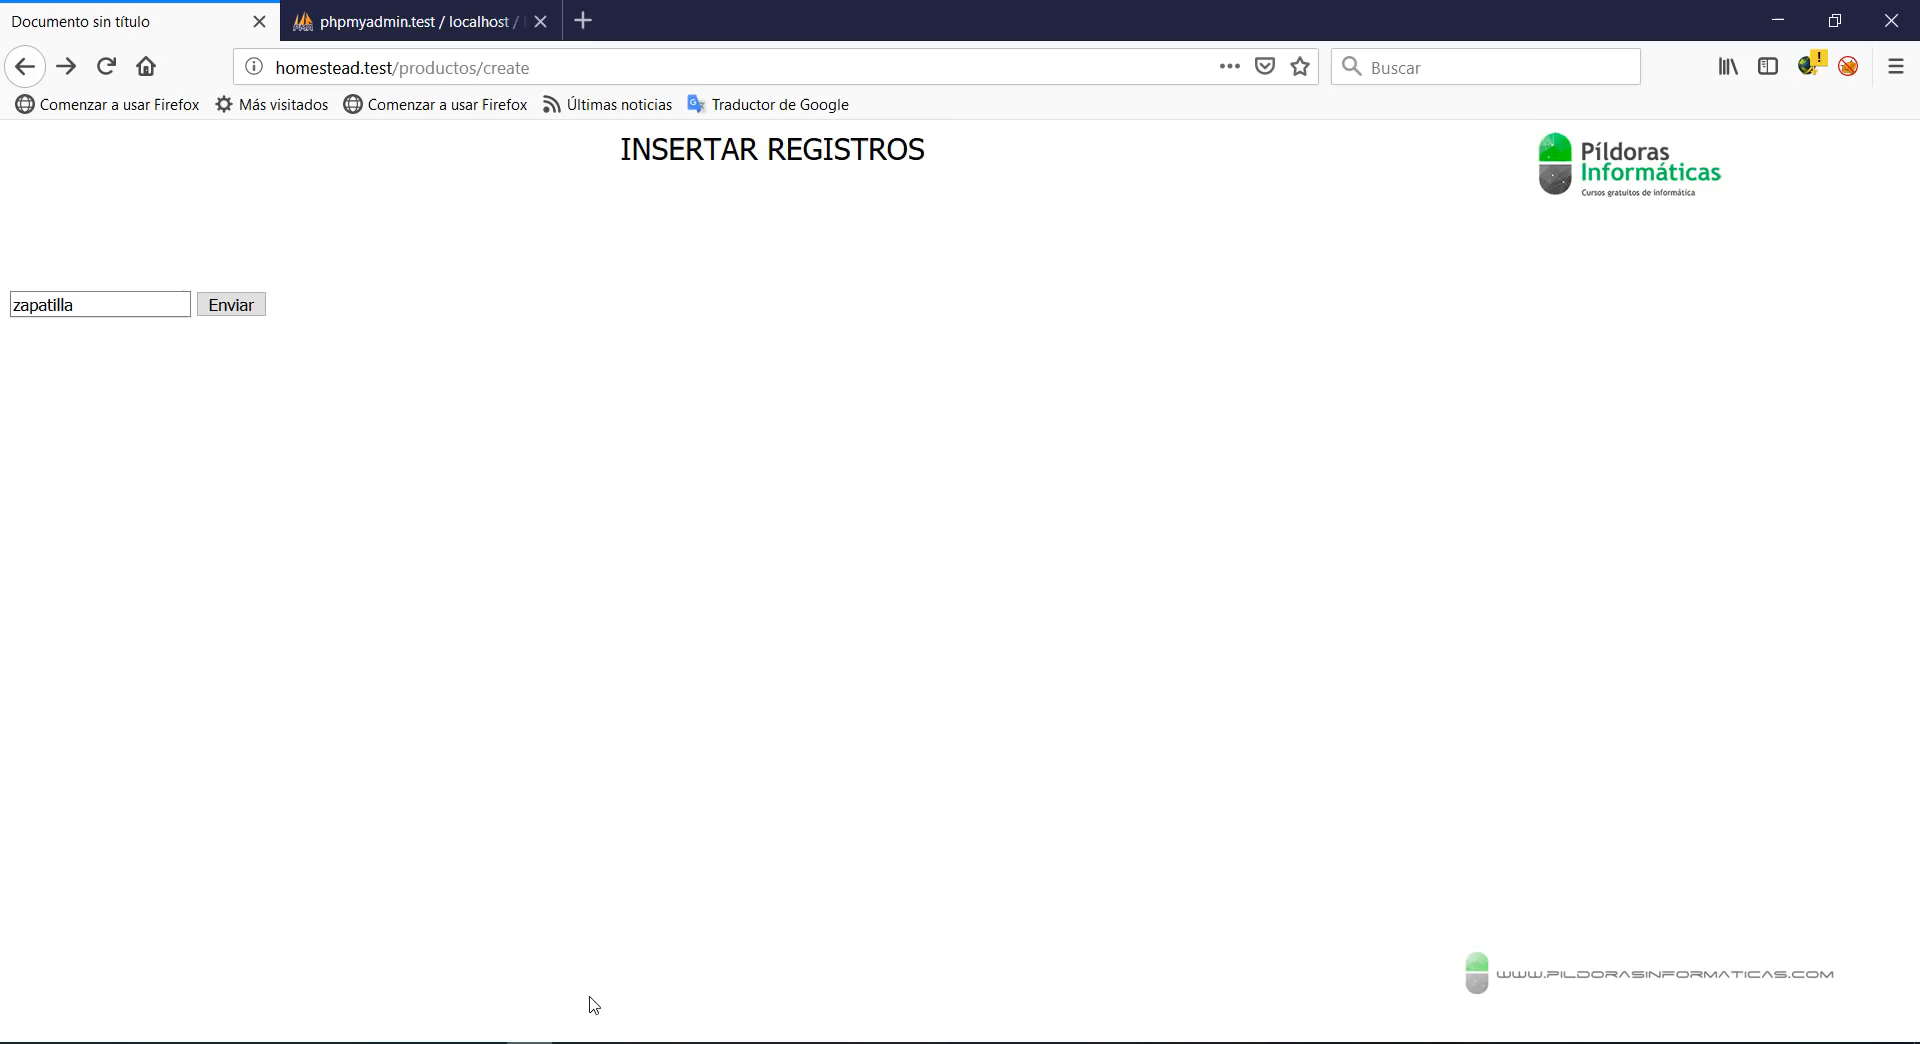 Documento sin título
phpmyadmin.test / localhost /
homestead.test/productos/create
Buscar
Comenzar a usar Firefox
Más visitados
Comenzar a usar Firefox
Últimas noticias
Traductor de Google
INSERTAR REGISTROS
Píldoras
Informáticas
Cursos gratuitos de informática
zapatilla
Enviar
WWW.PILDORASINFORMATICAS.COM